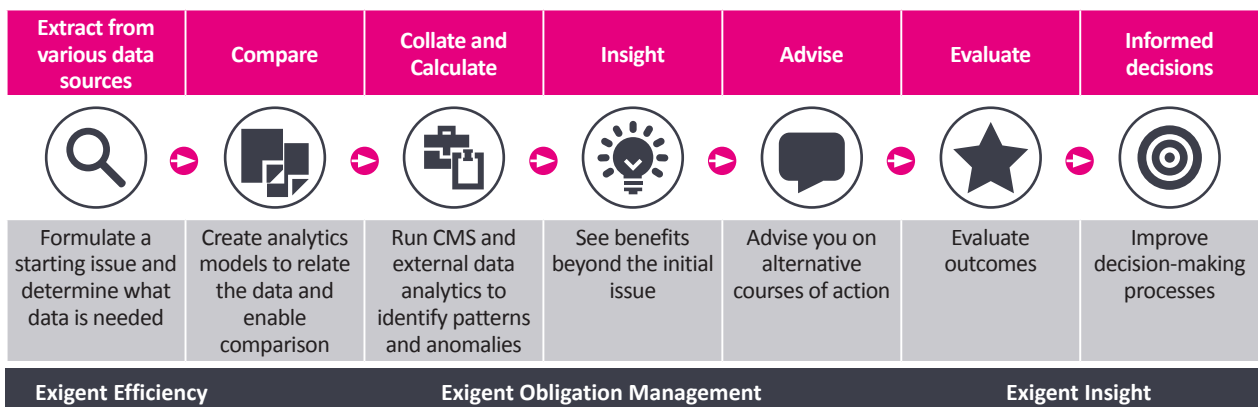 Extract from
various data
sources
Compare
Collate and
Calculate
Insight
Advise
Evaluate
Informed
decisions
Formulate a
starting issue and
determine what
data is needed
Create analytics
models to relate
the data and
enable
comparison
Run CMS and
external data
analytics to
identify patterns
and anomalies
See benefits
beyond the initial
issue
Advise you on
alternative
courses of action
Evaluate
outcomes
Improve
decision-making
processes
Exigent Efficiency
Exigent Obligation Management
Exigent Insight